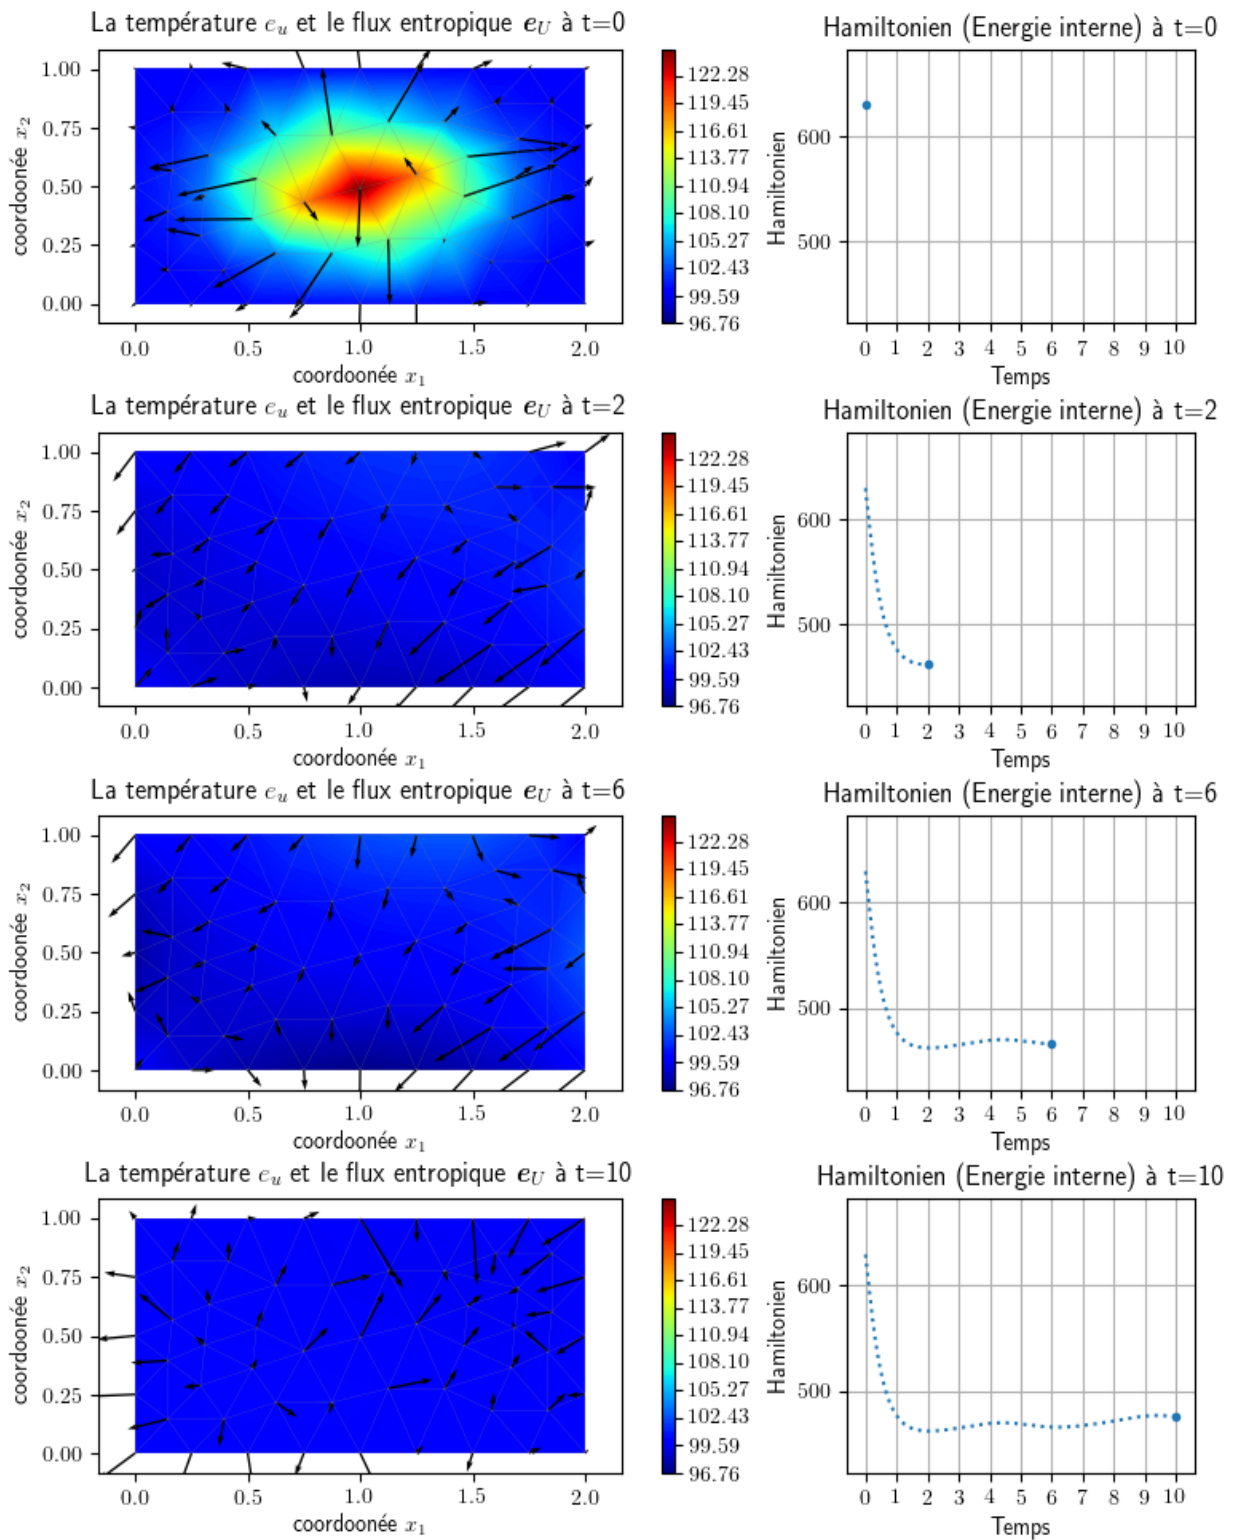 La température e_u et le flux entropique e_U à t=0
Hamiltonien (Energie interne) à t=0
coordoonée x_2
1.00
0.75
0.50
0.25
0.00
0.0 0.5 1.0 1.5 2.0
coordoonée x_1
122.28
119.45
116.61
113.77
110.94
108.10
105.27
102.43
99.59
96.76
Hamiltonien
600
500
0 1 2 3 4 5 6 7 8 9 10
Temps
La température e_u et le flux entropique e_U à t=2
Hamiltonien (Energie interne) à t=2
coordoonée x_2
1.00
0.75
0.50
0.25
0.00
0.0 0.5 1.0 1.5 2.0
coordoonée x_1
122.28
119.45
116.61
113.77
110.94
108.10
105.27
102.43
99.59
96.76
Hamiltonien
600
500
0 1 2 3 4 5 6 7 8 9 10
Temps
La température e_u et le flux entropique e_U à t=6
Hamiltonien (Energie interne) à t=6
coordoonée x_2
1.00
0.75
0.50
0.25
0.00
0.0 0.5 1.0 1.5 2.0
coordoonée x_1
122.28
119.45
116.61
113.77
110.94
108.10
105.27
102.43
99.59
96.76
Hamiltonien
600
500
0 1 2 3 4 5 6 7 8 9 10
Temps
La température e_u et le flux entropique e_U à t=10
Hamiltonien (Energie interne) à t=10
coordoonée x_2
1.00
0.75
0.50
0.25
0.00
0.0 0.5 1.0 1.5 2.0
coordoonée x_1
122.28
119.45
116.61
113.77
110.94
108.10
105.27
102.43
99.59
96.76
Hamiltonien
600
500
0 1 2 3 4 5 6 7 8 9 10
Temps